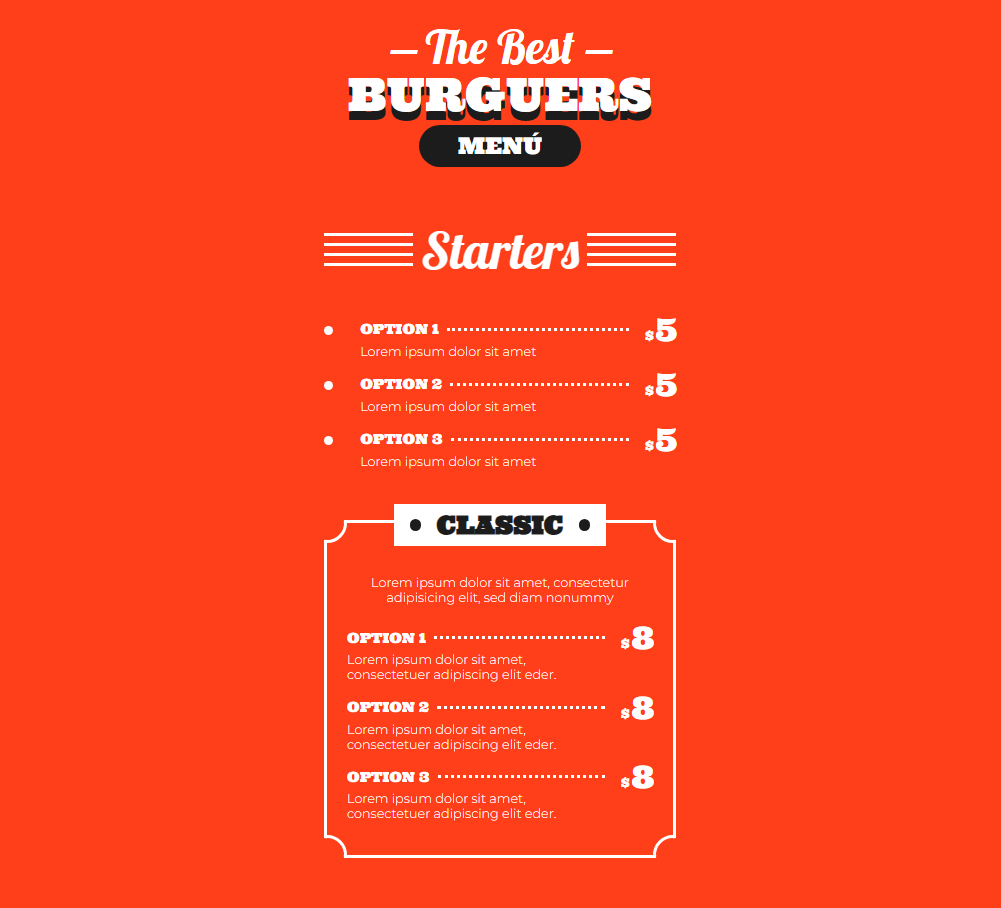 — The Best —
BURGUERS
MENÚ
Starters
OPTION 1 $5
Lorem ipsum dolor sit amet
OPTION 2 $5
Lorem ipsum dolor sit amet
OPTION 3 $5
Lorem ipsum dolor sit amet
CLASSIC
Lorem ipsum dolor sit amet, consectetur
adipisicing elit, sed diam nonummy
OPTION 1 $8
Lorem ipsum dolor sit amet,
consectetuer adipiscing elit eder.
OPTION 2 $8
Lorem ipsum dolor sit amet,
consectetuer adipiscing elit eder.
OPTION 3 $8
Lorem ipsum dolor sit amet,
consectetuer adipiscing elit eder.